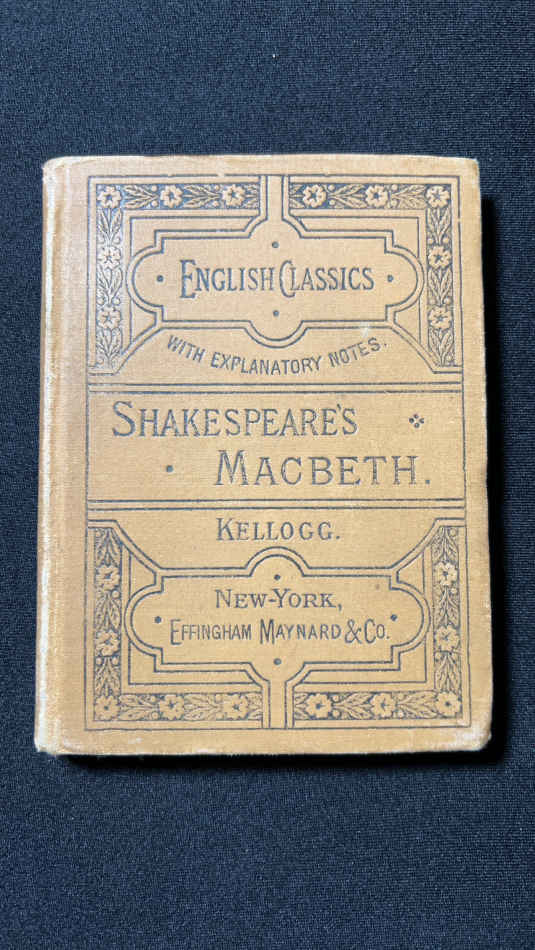 ENGLISH CLASSICS
WITH EXPLANATORY NOTES.
SHAKESPEARE'S
MACBETH.
KELLOGG.
NEW-YORK,
EFFINGHAM MAYNARD & CO.